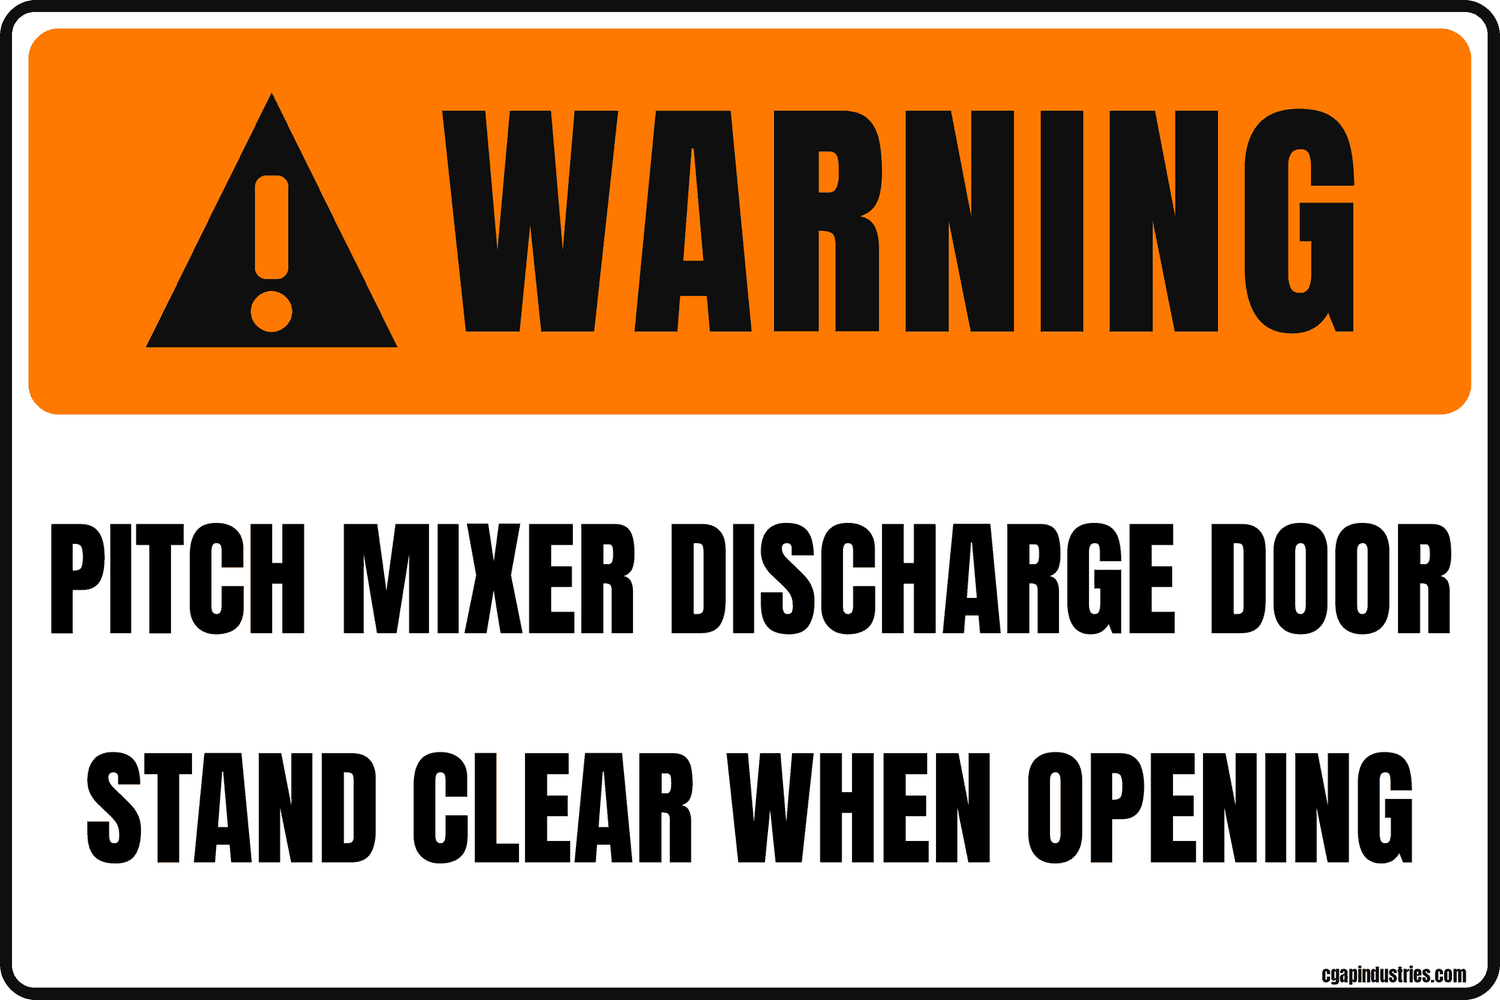 WARNING
PITCH MIXER DISCHARGE DOOR
STAND CLEAR WHEN OPENING
cgapindustries.com